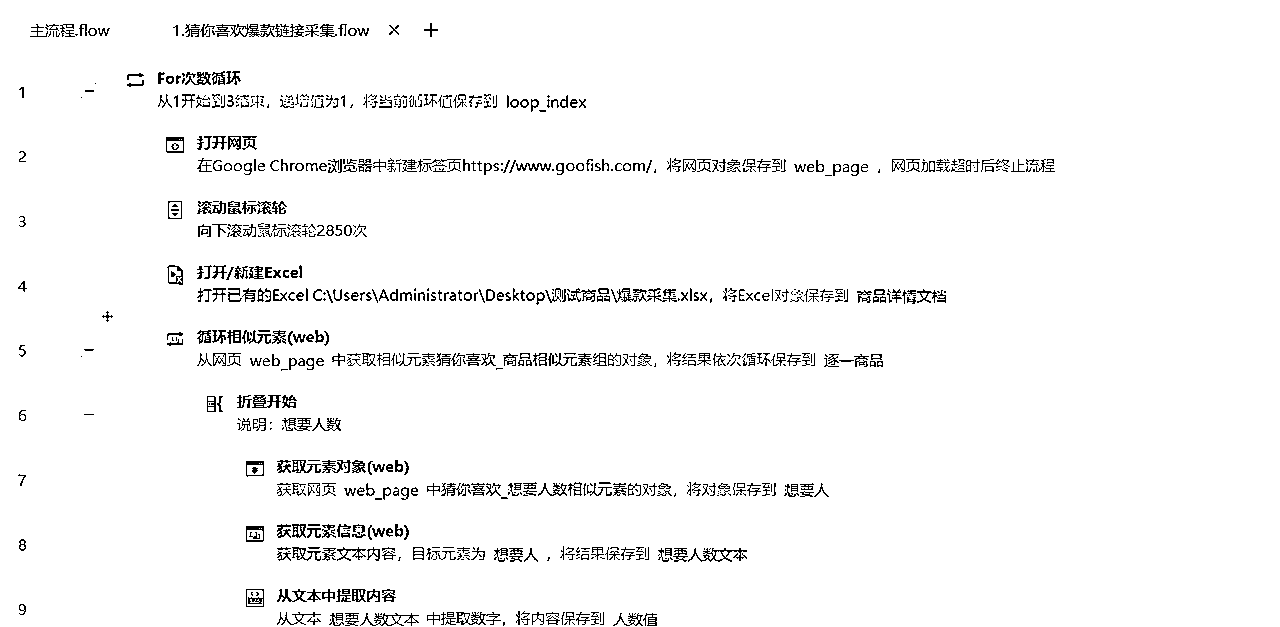 主流程.flow 1.猜你喜欢爆款链接采集.flow
1 For次数循环
从1开始到3结束，递增值为1，将当前循环值保存到 loop_index
2 打开网页
在Google Chrome浏览器中新建标签页https://www.goofish.com/，将网页对象保存到 web_page ，网页加载超时后终止流程
3 滚动鼠标滚轮
向下滚动鼠标滚轮2850次
4 打开/新建Excel
打开已有的Excel C:\Users\Administrator\Desktop\测试商品\爆款采集.xlsx，将Excel对象保存到 商品详情文档
5 循环相似元素(web)
从网页 web_page 中获取相似元素猜你喜欢_商品相似元素组的对象，将结果依次循环保存到 逐一商品
6 折叠开始
说明：想要人数
7 获取元素对象(web)
获取网页 web_page 中猜你喜欢_想要人数相似元素的对象，将对象保存到 想要人
8 获取元素信息(web)
获取元素文本内容，目标元素为 想要人 ，将结果保存到 想要人数文本
9 从文本中提取内容
从文本 想要人数文本 中提取数字，将内容保存到 人数值